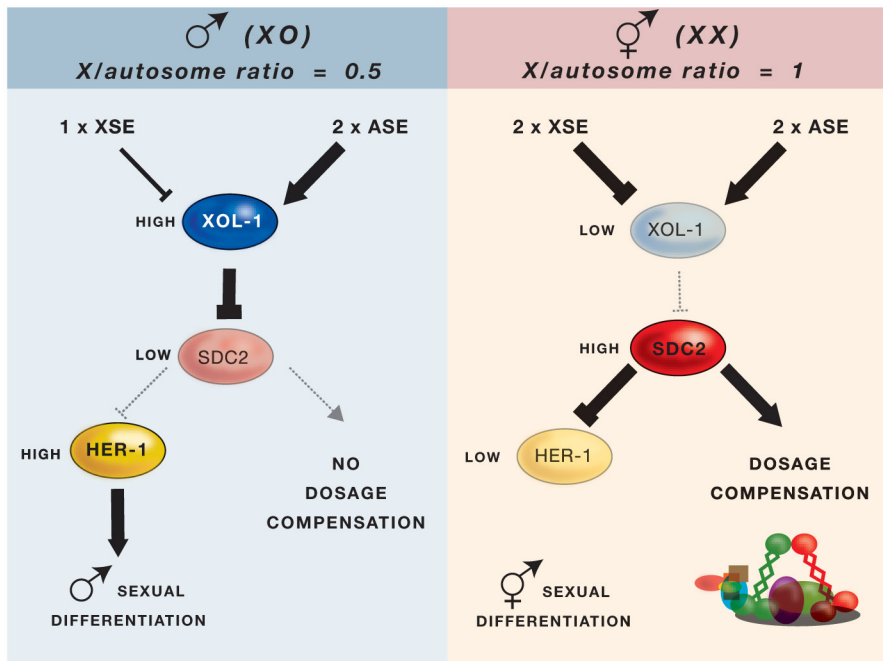 (XO)
X/autosome ratio = 0.5
1 x XSE
2 x ASE
HIGH
XOL-1
LOW
SDC2
HIGH
HER-1
NO
DOSAGE
COMPENSATION
SEXUAL
DIFFERENTIATION
(XX)
X/autosome ratio = 1
2 x XSE
2 x ASE
LOW
XOL-1
HIGH
SDC2
LOW
HER-1
DOSAGE
COMPENSATION
SEXUAL
DIFFERENTIATION